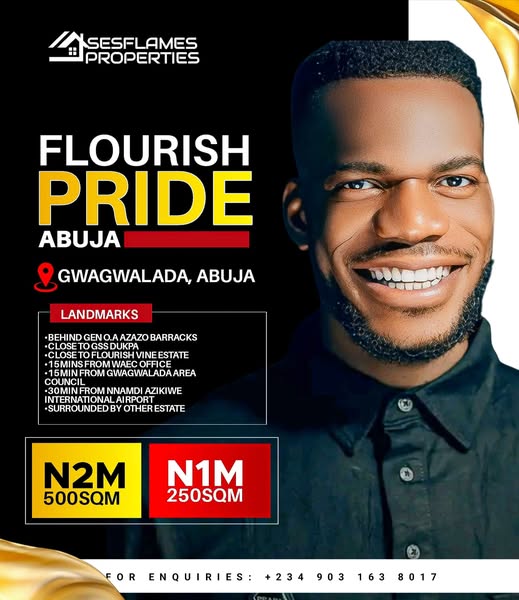 SESFLAMES
PROPERTIES
FLOURISH
PRIDE
ABUJA
GWAGWALADA, ABUJA
LANDMARKS
•BEHIND GEN O.A AZAZO BARRACKS
•CLOSE TO GSS DUKPA
•CLOSE TO FLOURISH VINE ESTATE
•15MINS FROM WAEC OFFICE
•15MIN FROM GWAGWALADA AREA
COUNCIL
•30MIN FROM NNAMDI AZIKIWE
INTERNATIONAL AIRPORT
•SURROUNDED BY OTHER ESTATE
N2M
500SQM
N1M
250SQM
FOR ENQUIRIES: +234 903 163 8017